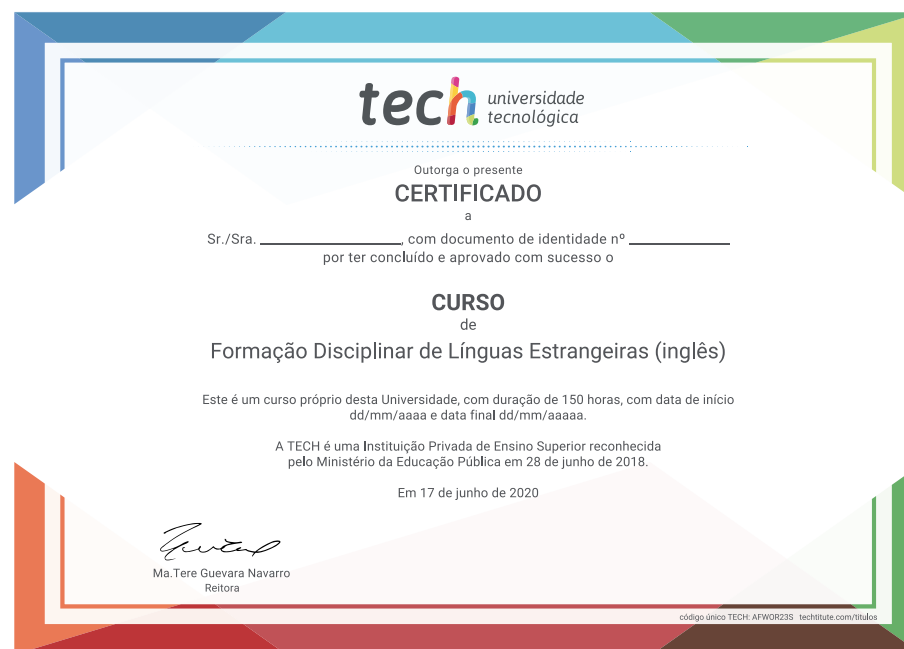 tech universidade
tecnológica
Outorga o presente
CERTIFICADO
a
Sr./Sra. ____________________, com documento de identidade nº ______________
por ter concluído e aprovado com sucesso o
CURSO
de
Formação Disciplinar de Línguas Estrangeiras (inglês)
Este é um curso próprio desta Universidade, com duração de 150 horas, com data de início
dd/mm/aaaa e data final dd/mm/aaaaa.
A TECH é uma Instituição Privada de Ensino Superior reconhecida
pelo Ministério da Educação Pública em 28 de junho de 2018.
Em 17 de junho de 2020
Ma.Tere Guevara Navarro
Reitora
código único TECH: AFWOR23S techtitute.com/titulos